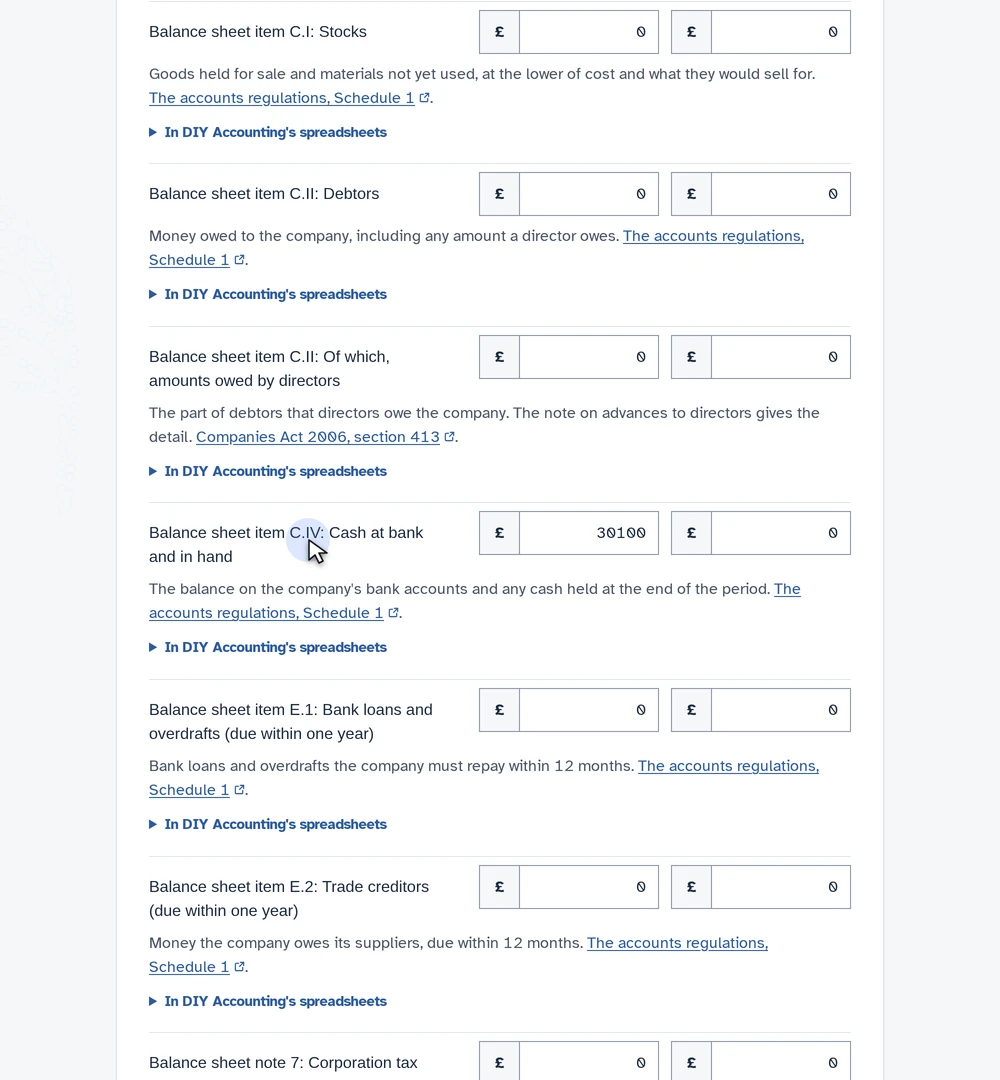 Balance sheet item C.I: Stocks £ 0 £ 0
Goods held for sale and materials not yet used, at the lower of cost and what they would sell for.
The accounts regulations, Schedule 1.
In DIY Accounting's spreadsheets
Balance sheet item C.II: Debtors £ 0 £ 0
Money owed to the company, including any amount a director owes. The accounts regulations,
Schedule 1.
In DIY Accounting's spreadsheets
Balance sheet item C.II: Of which, £ 0 £ 0
amounts owed by directors
The part of debtors that directors owe the company. The note on advances to directors gives the
detail. Companies Act 2006, section 413.
In DIY Accounting's spreadsheets
Balance sheet item C.IV: Cash at bank £ 30100 £ 0
and in hand
The balance on the company's bank accounts and any cash held at the end of the period. The
accounts regulations, Schedule 1.
In DIY Accounting's spreadsheets
Balance sheet item E.1: Bank loans and £ 0 £ 0
overdrafts (due within one year)
Bank loans and overdrafts the company must repay within 12 months. The accounts regulations,
Schedule 1.
In DIY Accounting's spreadsheets
Balance sheet item E.2: Trade creditors £ 0 £ 0
(due within one year)
Money the company owes its suppliers, due within 12 months. The accounts regulations,
Schedule 1.
In DIY Accounting's spreadsheets
Balance sheet note 7: Corporation tax £ 0 £ 0